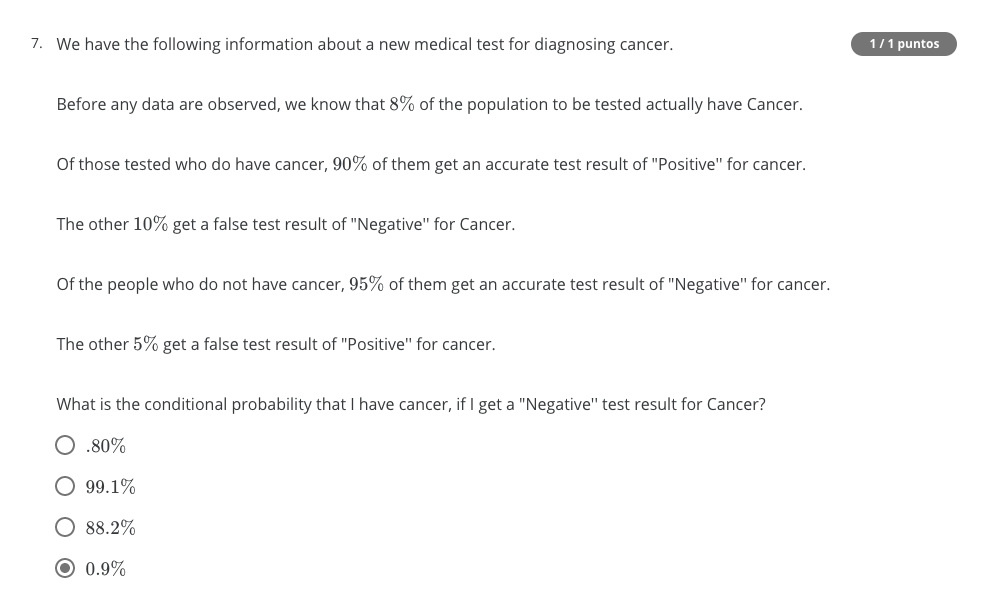 7. We have the following information about a new medical test for diagnosing cancer.
1 / 1 puntos
Before any data are observed, we know that 8% of the population to be tested actually have Cancer.
Of those tested who do have cancer, 90% of them get an accurate test result of "Positive'' for cancer.
The other 10% get a false test result of "Negative'' for Cancer.
Of the people who do not have cancer, 95% of them get an accurate test result of "Negative'' for cancer.
The other 5% get a false test result of "Positive'' for cancer.
What is the conditional probability that I have cancer, if I get a "Negative'' test result for Cancer?
.80%
99.1%
88.2%
0.9%